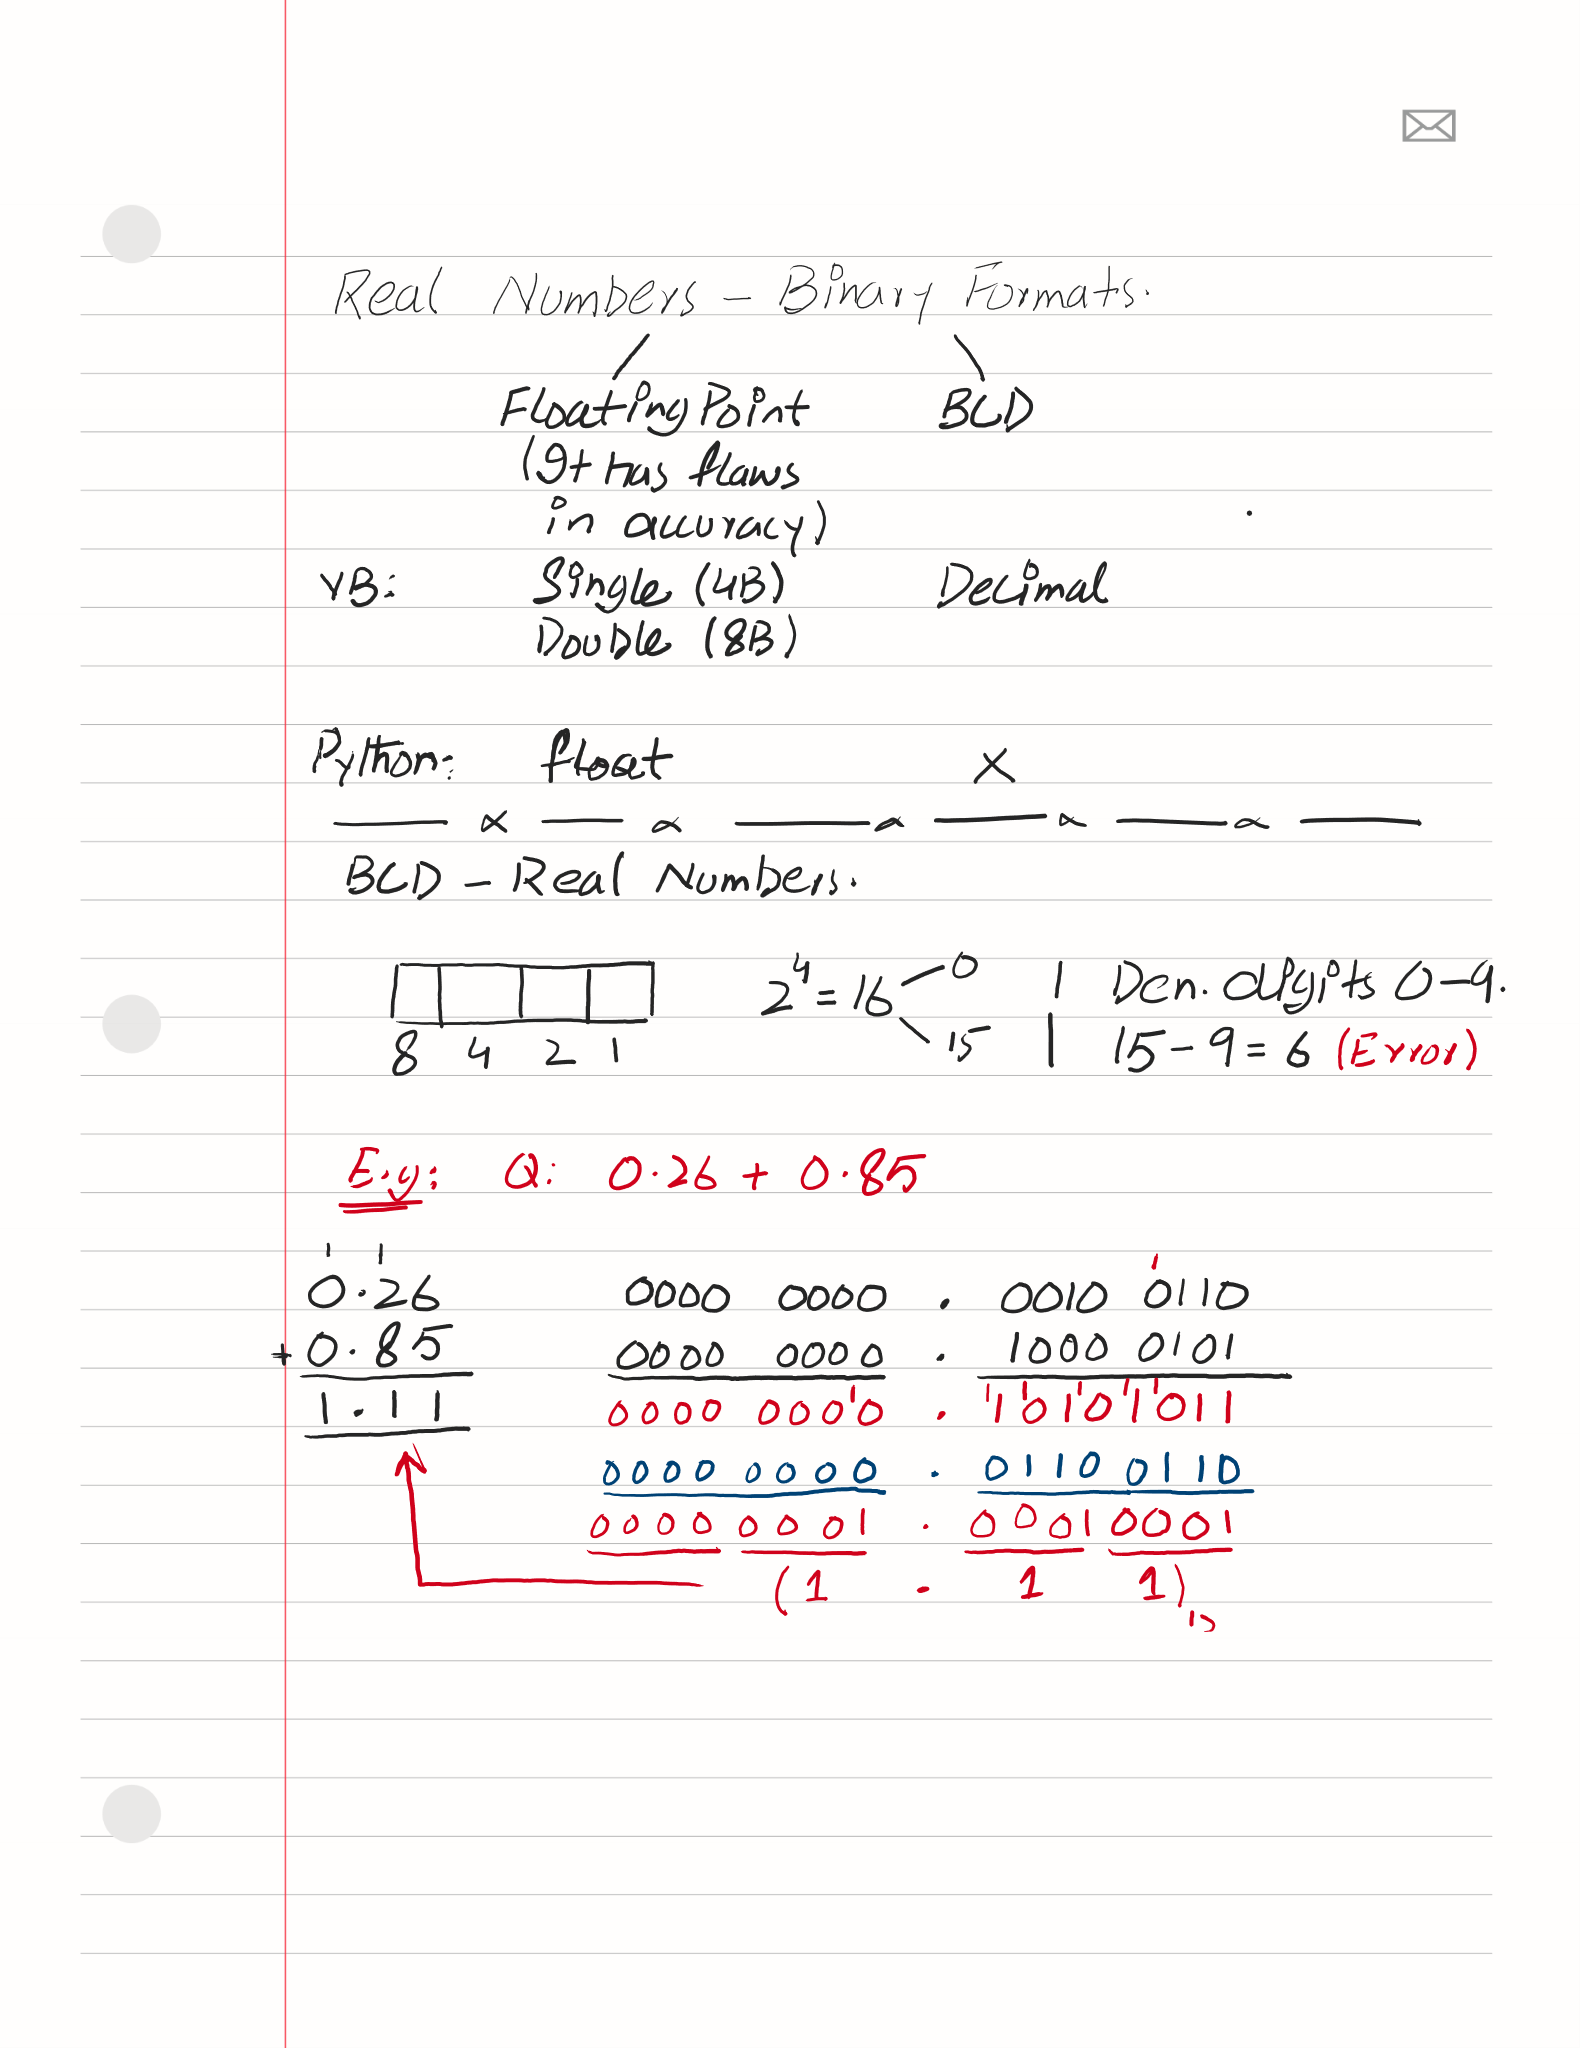 Real Numbers - Binary Formats.
Floating Point BCD
(It has flaws
in accuracy)
VB: Single (4B) Decimal
Double (8B)
Python: float X
BCD - Real Numbers.
2^4 = 16 0 | Den. digits 0-9.
8 4 2 1 15 | 15-9 = 6 (Error)
E.g: Q: 0.26 + 0.85
1 1 1
0.26 0000 0000 . 0010 0110
+ 0.85 0000 0000 . 1000 0101
1.11 0000 0000 . 1010 1011
0000 0000 . 0110 0110
0000 0001 . 0001 0001
(1 . 1 1)